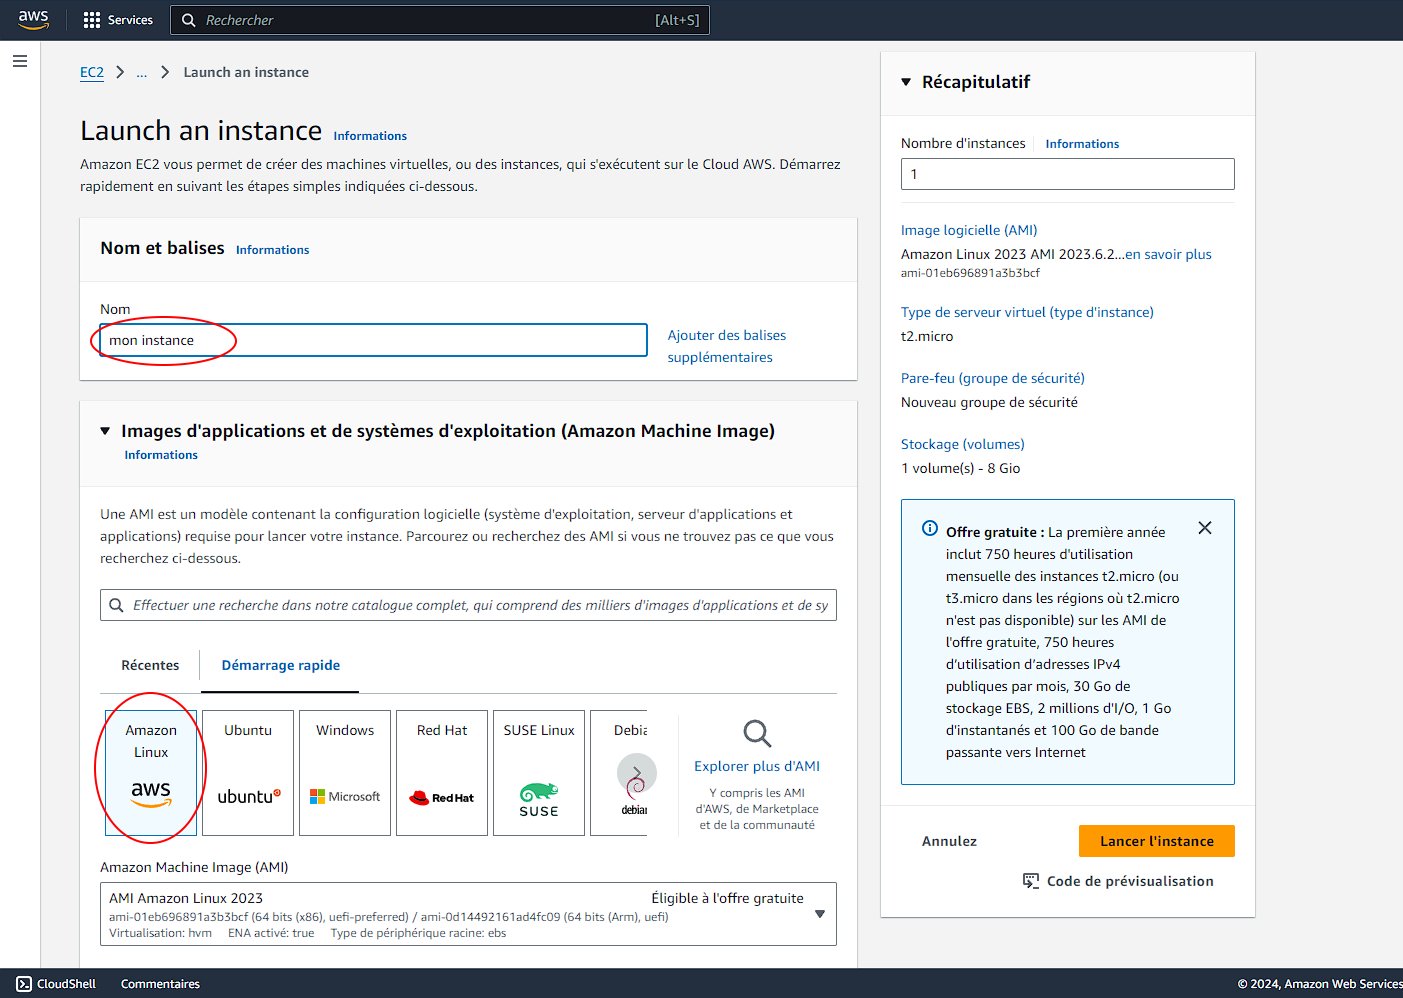 aws
Services
Rechercher
[Alt+S]
EC2
...
Launch an instance
Launch an instance
Informations
Amazon EC2 vous permet de créer des machines virtuelles, ou des instances, qui s'exécutent sur le Cloud AWS. Démarrez
rapidement en suivant les étapes simples indiquées ci-dessous.
Nom et balises
Informations
Nom
mon instance
Ajouter des balises
supplémentaires
Images d'applications et de systèmes d'exploitation (Amazon Machine Image)
Informations
Une AMI est un modèle contenant la configuration logicielle (système d'exploitation, serveur d'applications et
applications) requise pour lancer votre instance. Parcourez ou recherchez des AMI si vous ne trouvez pas ce que vous
recherchez ci-dessous.
Effectuer une recherche dans notre catalogue complet, qui comprend des milliers d'images d'applications et de sy
Récentes
Démarrage rapide
Amazon
Linux
aws
Ubuntu
ubuntu
Windows
Microsoft
Red Hat
Red Hat
SUSE Linux
SUSE
Debia
debian
Explorer plus d'AMI
Y compris les AMI
d'AWS, de Marketplace
et de la communauté
Amazon Machine Image (AMI)
AMI Amazon Linux 2023
Éligible à l'offre gratuite
ami-01eb696891a3b3bcf (64 bits (x86), uefi-preferred) / ami-0d14492161ad4fc09 (64 bits (Arm), uefi)
Virtualisation: hvm
ENA activé: true
Type de périphérique racine: ebs
Récapitulatif
Nombre d'instances
Informations
1
Image logicielle (AMI)
Amazon Linux 2023 AMI 2023.6.2...en savoir plus
ami-01eb696891a3b3bcf
Type de serveur virtuel (type d'instance)
t2.micro
Pare-feu (groupe de sécurité)
Nouveau groupe de sécurité
Stockage (volumes)
1 volume(s) - 8 Gio
Offre gratuite : La première année
inclut 750 heures d'utilisation
mensuelle des instances t2.micro (ou
t3.micro dans les régions où t2.micro
n'est pas disponible) sur les AMI de
l'offre gratuite, 750 heures
d'utilisation d'adresses IPv4
publiques par mois, 30 Go de
stockage EBS, 2 millions d'I/O, 1 Go
d'instantanés et 100 Go de bande
passante vers Internet
Annulez
Lancer l'instance
Code de prévisualisation
CloudShell
Commentaires
© 2024, Amazon Web Services